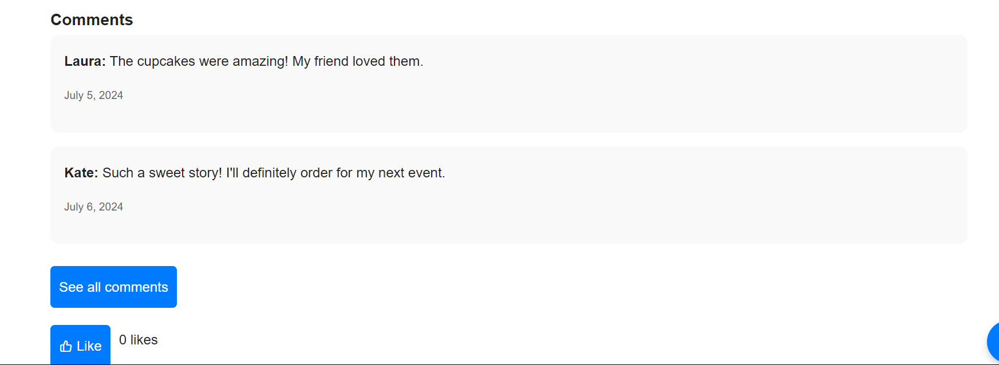 Comments
Laura: The cupcakes were amazing! My friend loved them.
July 5, 2024
Kate: Such a sweet story! I'll definitely order for my next event.
July 6, 2024
See all comments
Like 0 likes